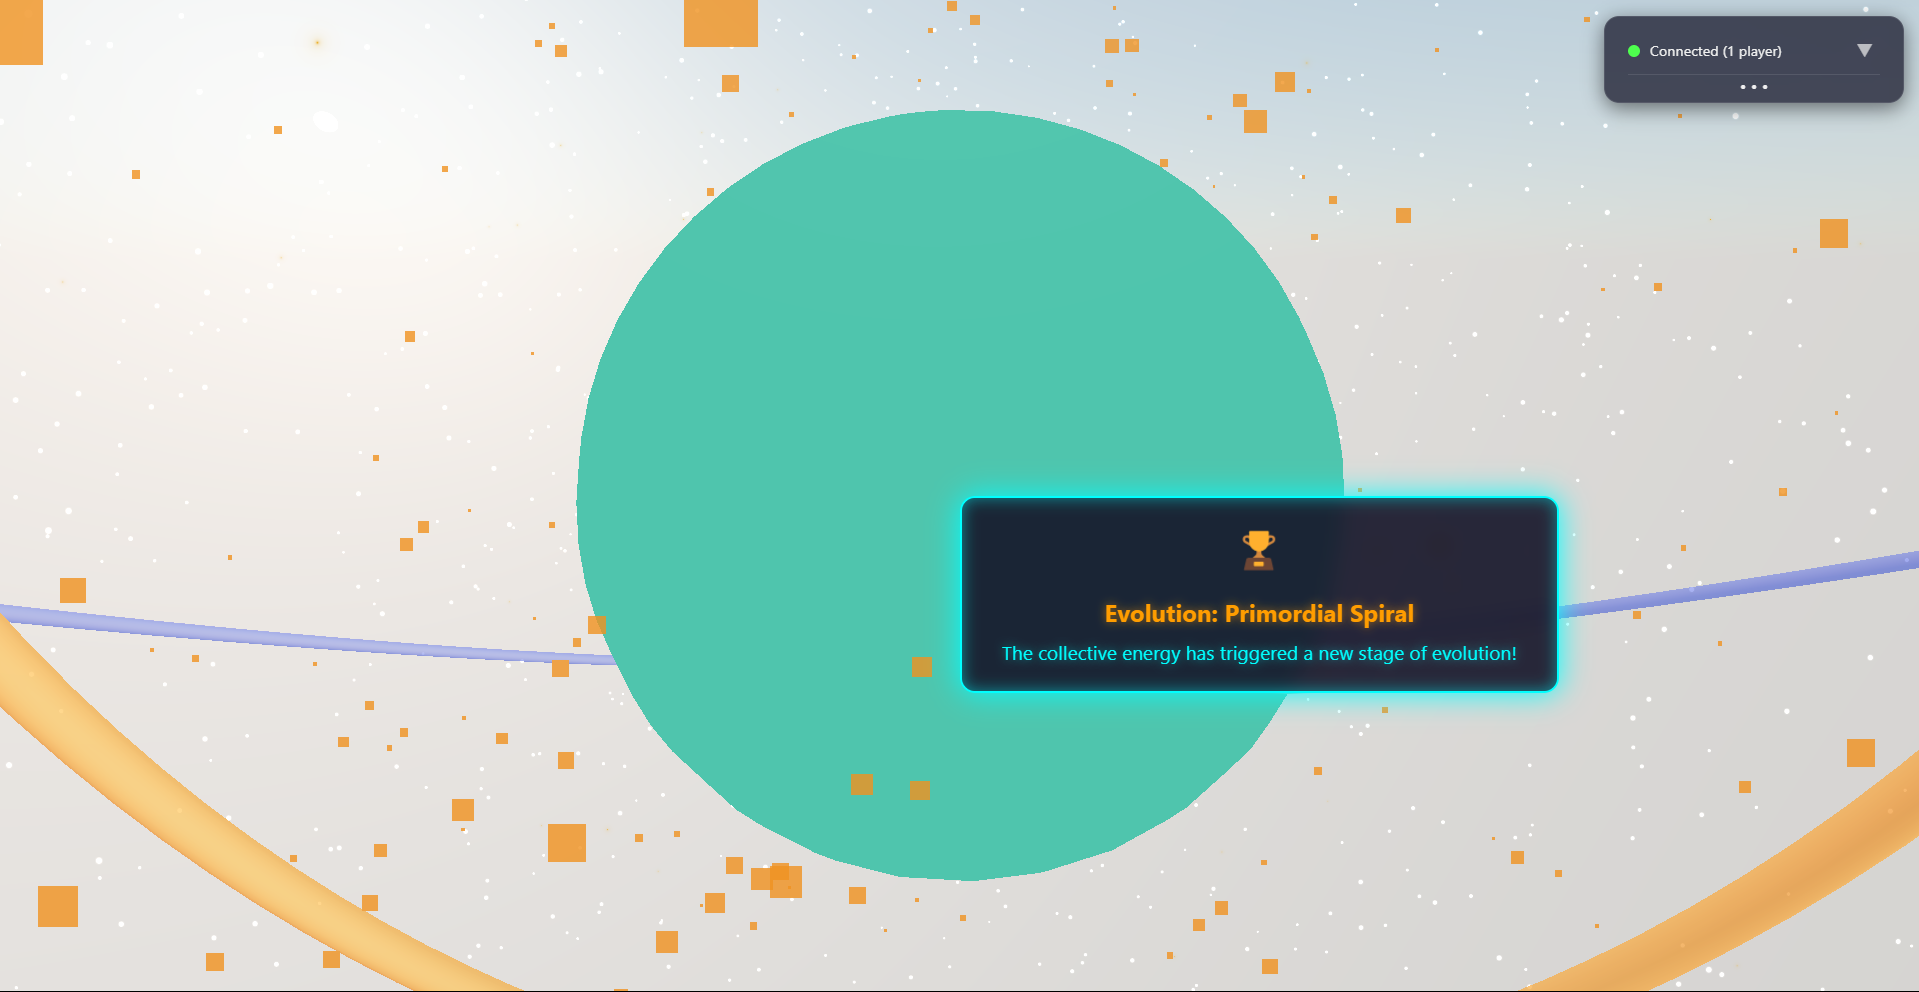 Connected (1 player)
Evolution: Primordial Spiral
The collective energy has triggered a new stage of evolution!